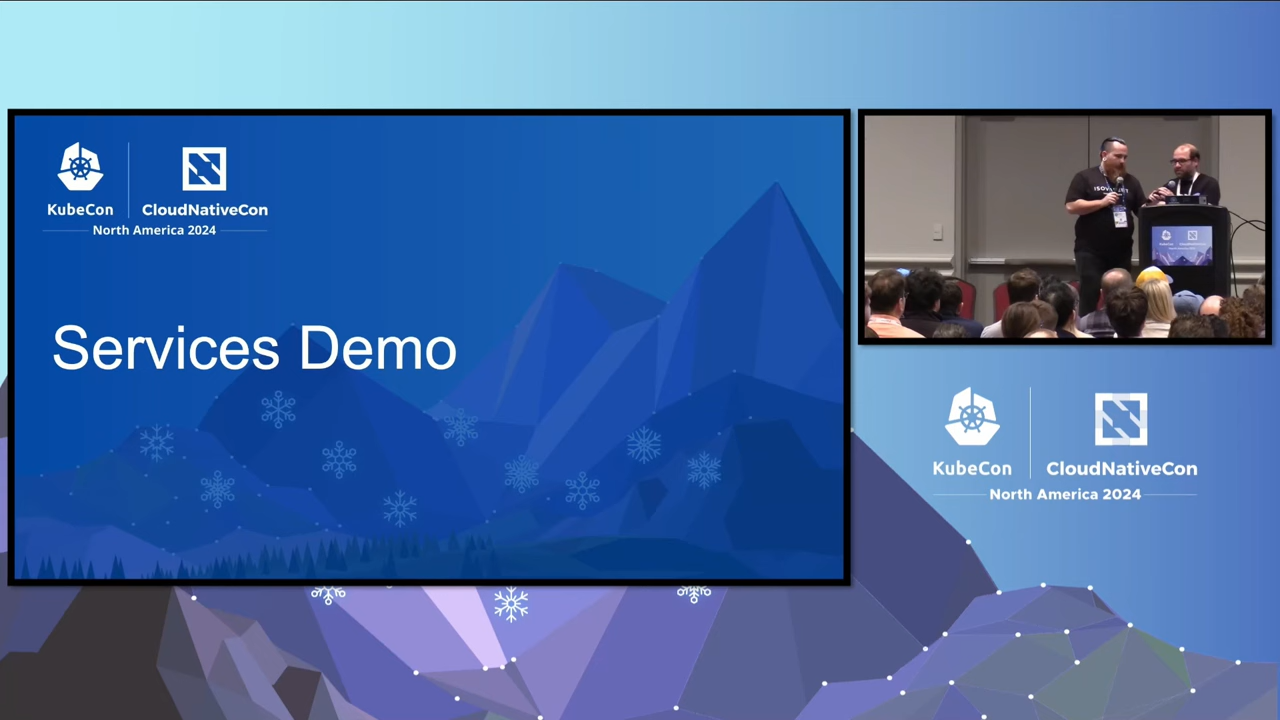 KubeCon
CloudNativeCon
North America 2024
Services Demo
KubeCon
CloudNativeCon
North America 2024